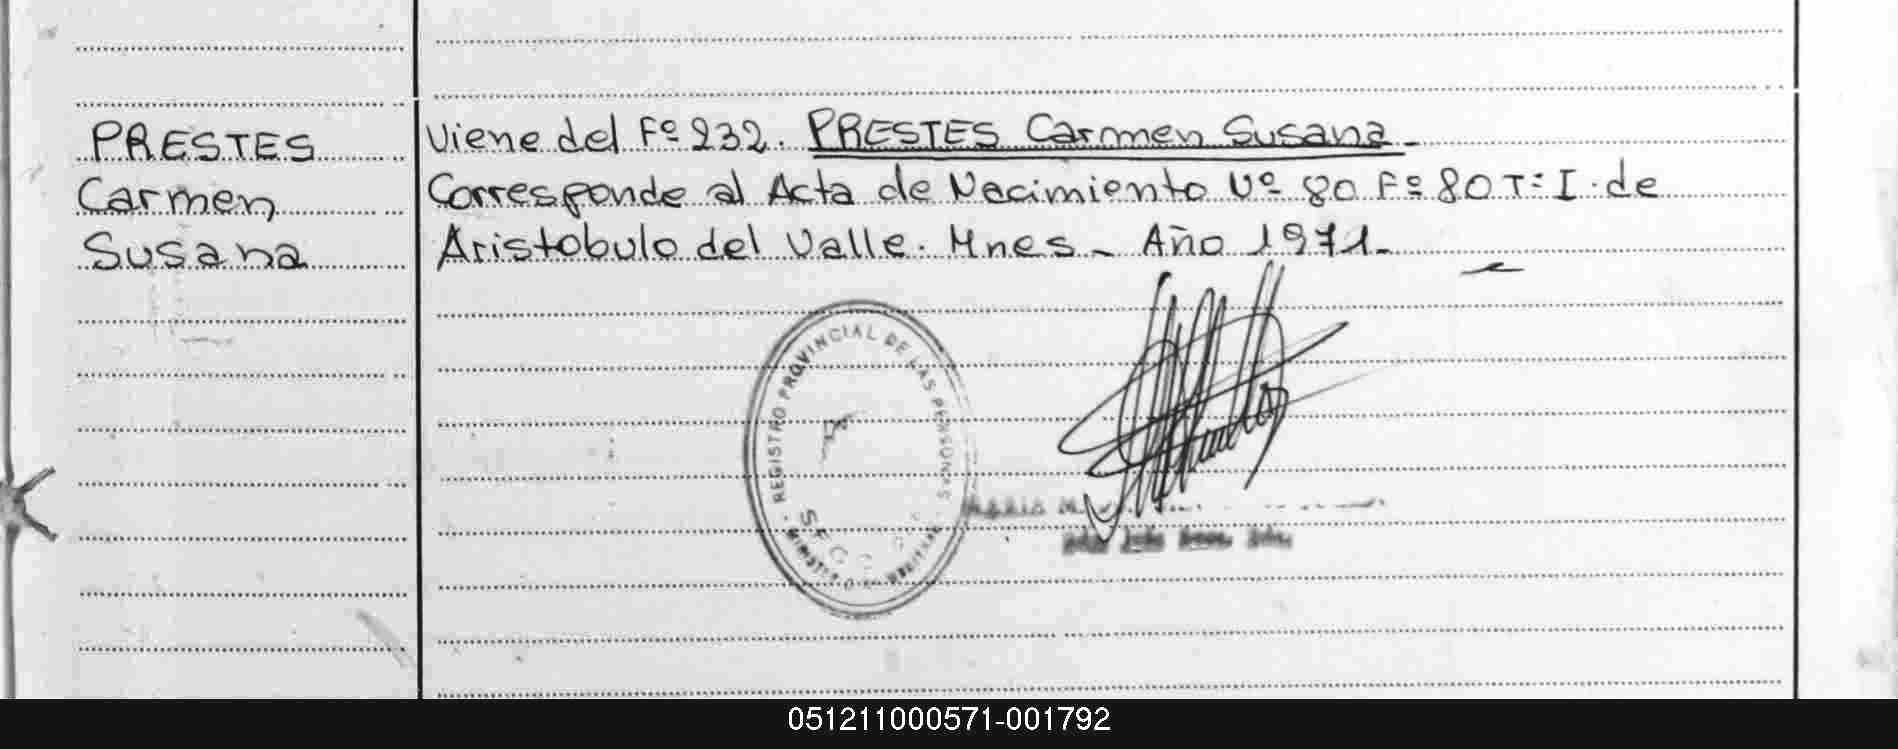 PRESTES
Carmen
Susana
Viene del Fº 232. PRESTES Carmen Susana.-
Corresponde al Acta de Nacimiento Nº 80 Fº 80 Tº I. de
Aristobulo del Valle. Mnes - Año 1971.-
REGISTRO PROVINCIAL DE LAS PERSONAS
051211000571-001792